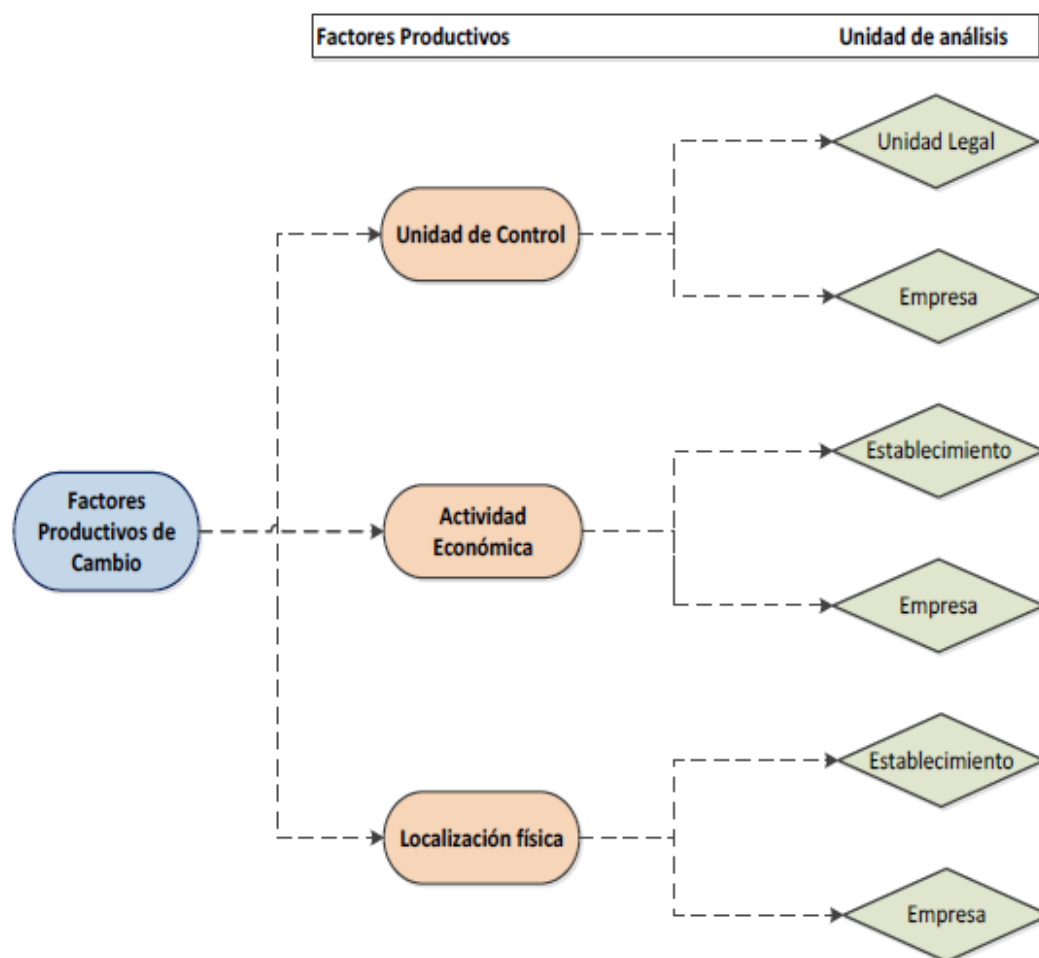 Factores Productivos Unidad de análisis
Unidad Legal
Unidad de Control
Empresa
Establecimiento
Factores
Productivos de
Cambio
Actividad
Económica
Empresa
Establecimiento
Localización física
Empresa